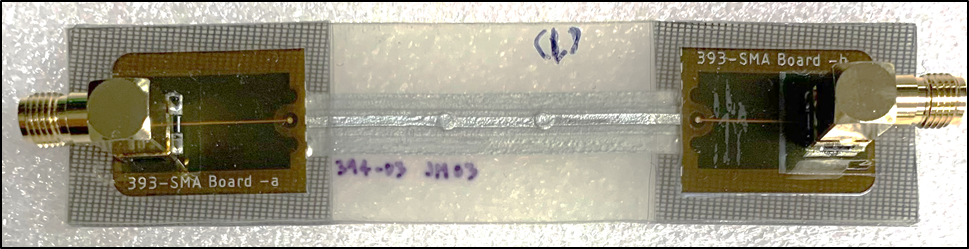 (L)
393-SMA Board -b
394-03 JM03
393-SMA Board -a